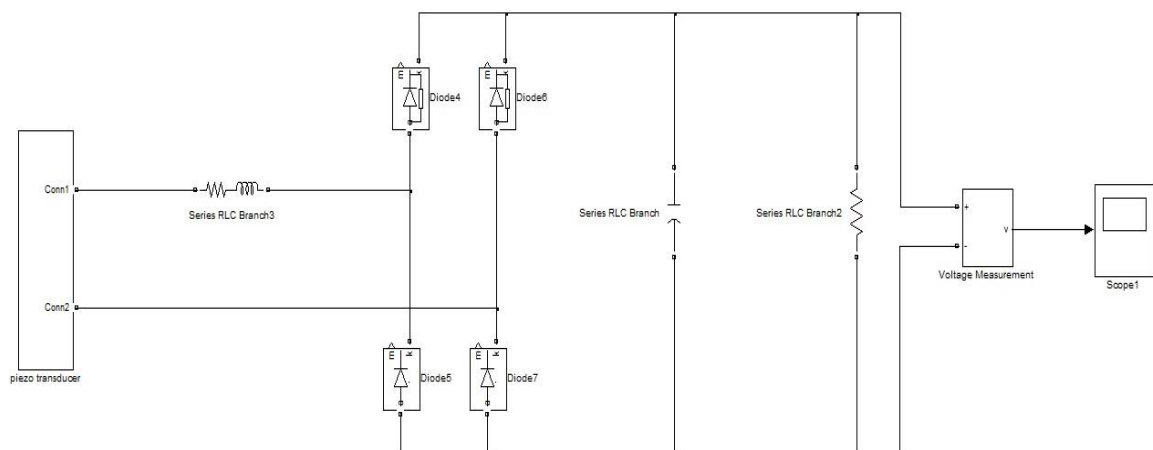 m
k
Diode4
m
k
Diode6
Conn1
Series RLC Branch3
Series RLC Branch
Series RLC Branch2
+
-
v
Voltage Measurement
Scope1
Conn2
piezo transducer
m
k
Diode5
m
k
Diode7